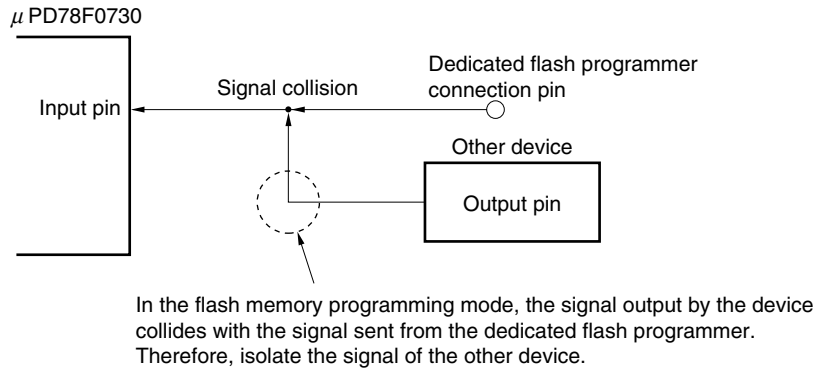 μ PD78F0730
Dedicated flash programmer
connection pin
Signal collision
Input pin
Other device
Output pin
In the flash memory programming mode, the signal output by the device
collides with the signal sent from the dedicated flash programmer.
Therefore, isolate the signal of the other device.